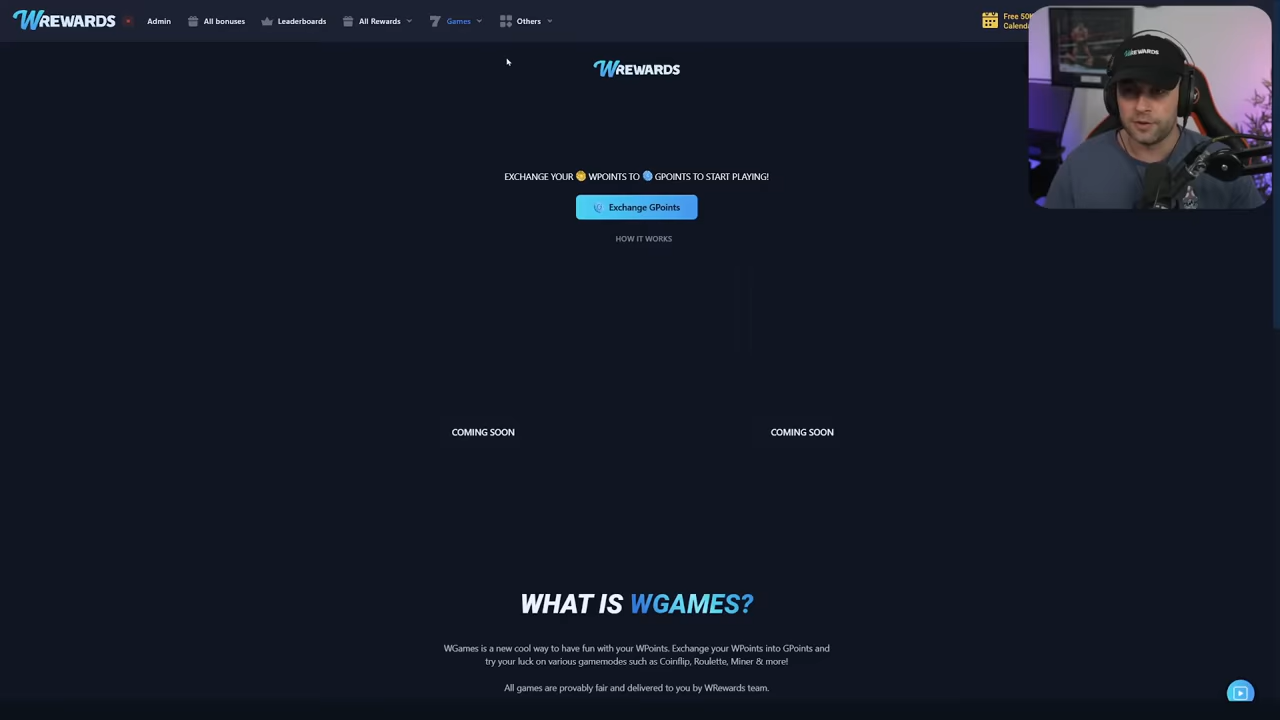 WREWARDS
Admin
All bonuses
Leaderboards
All Rewards
Games
Others
Free 50
Calenda
WREWARDS
WREWARDS
EXCHANGE YOUR WPOINTS TO GPOINTS TO START PLAYING!
Exchange GPoints
HOW IT WORKS
COMING SOON
COMING SOON
WHAT IS WGAMES?
WGames is a new cool way to have fun with your WPoints. Exchange your WPoints into GPoints and
try your luck on various gamemodes such as Coinflip, Roulette, Miner & more!
All games are provably fair and delivered to you by WRewards team.